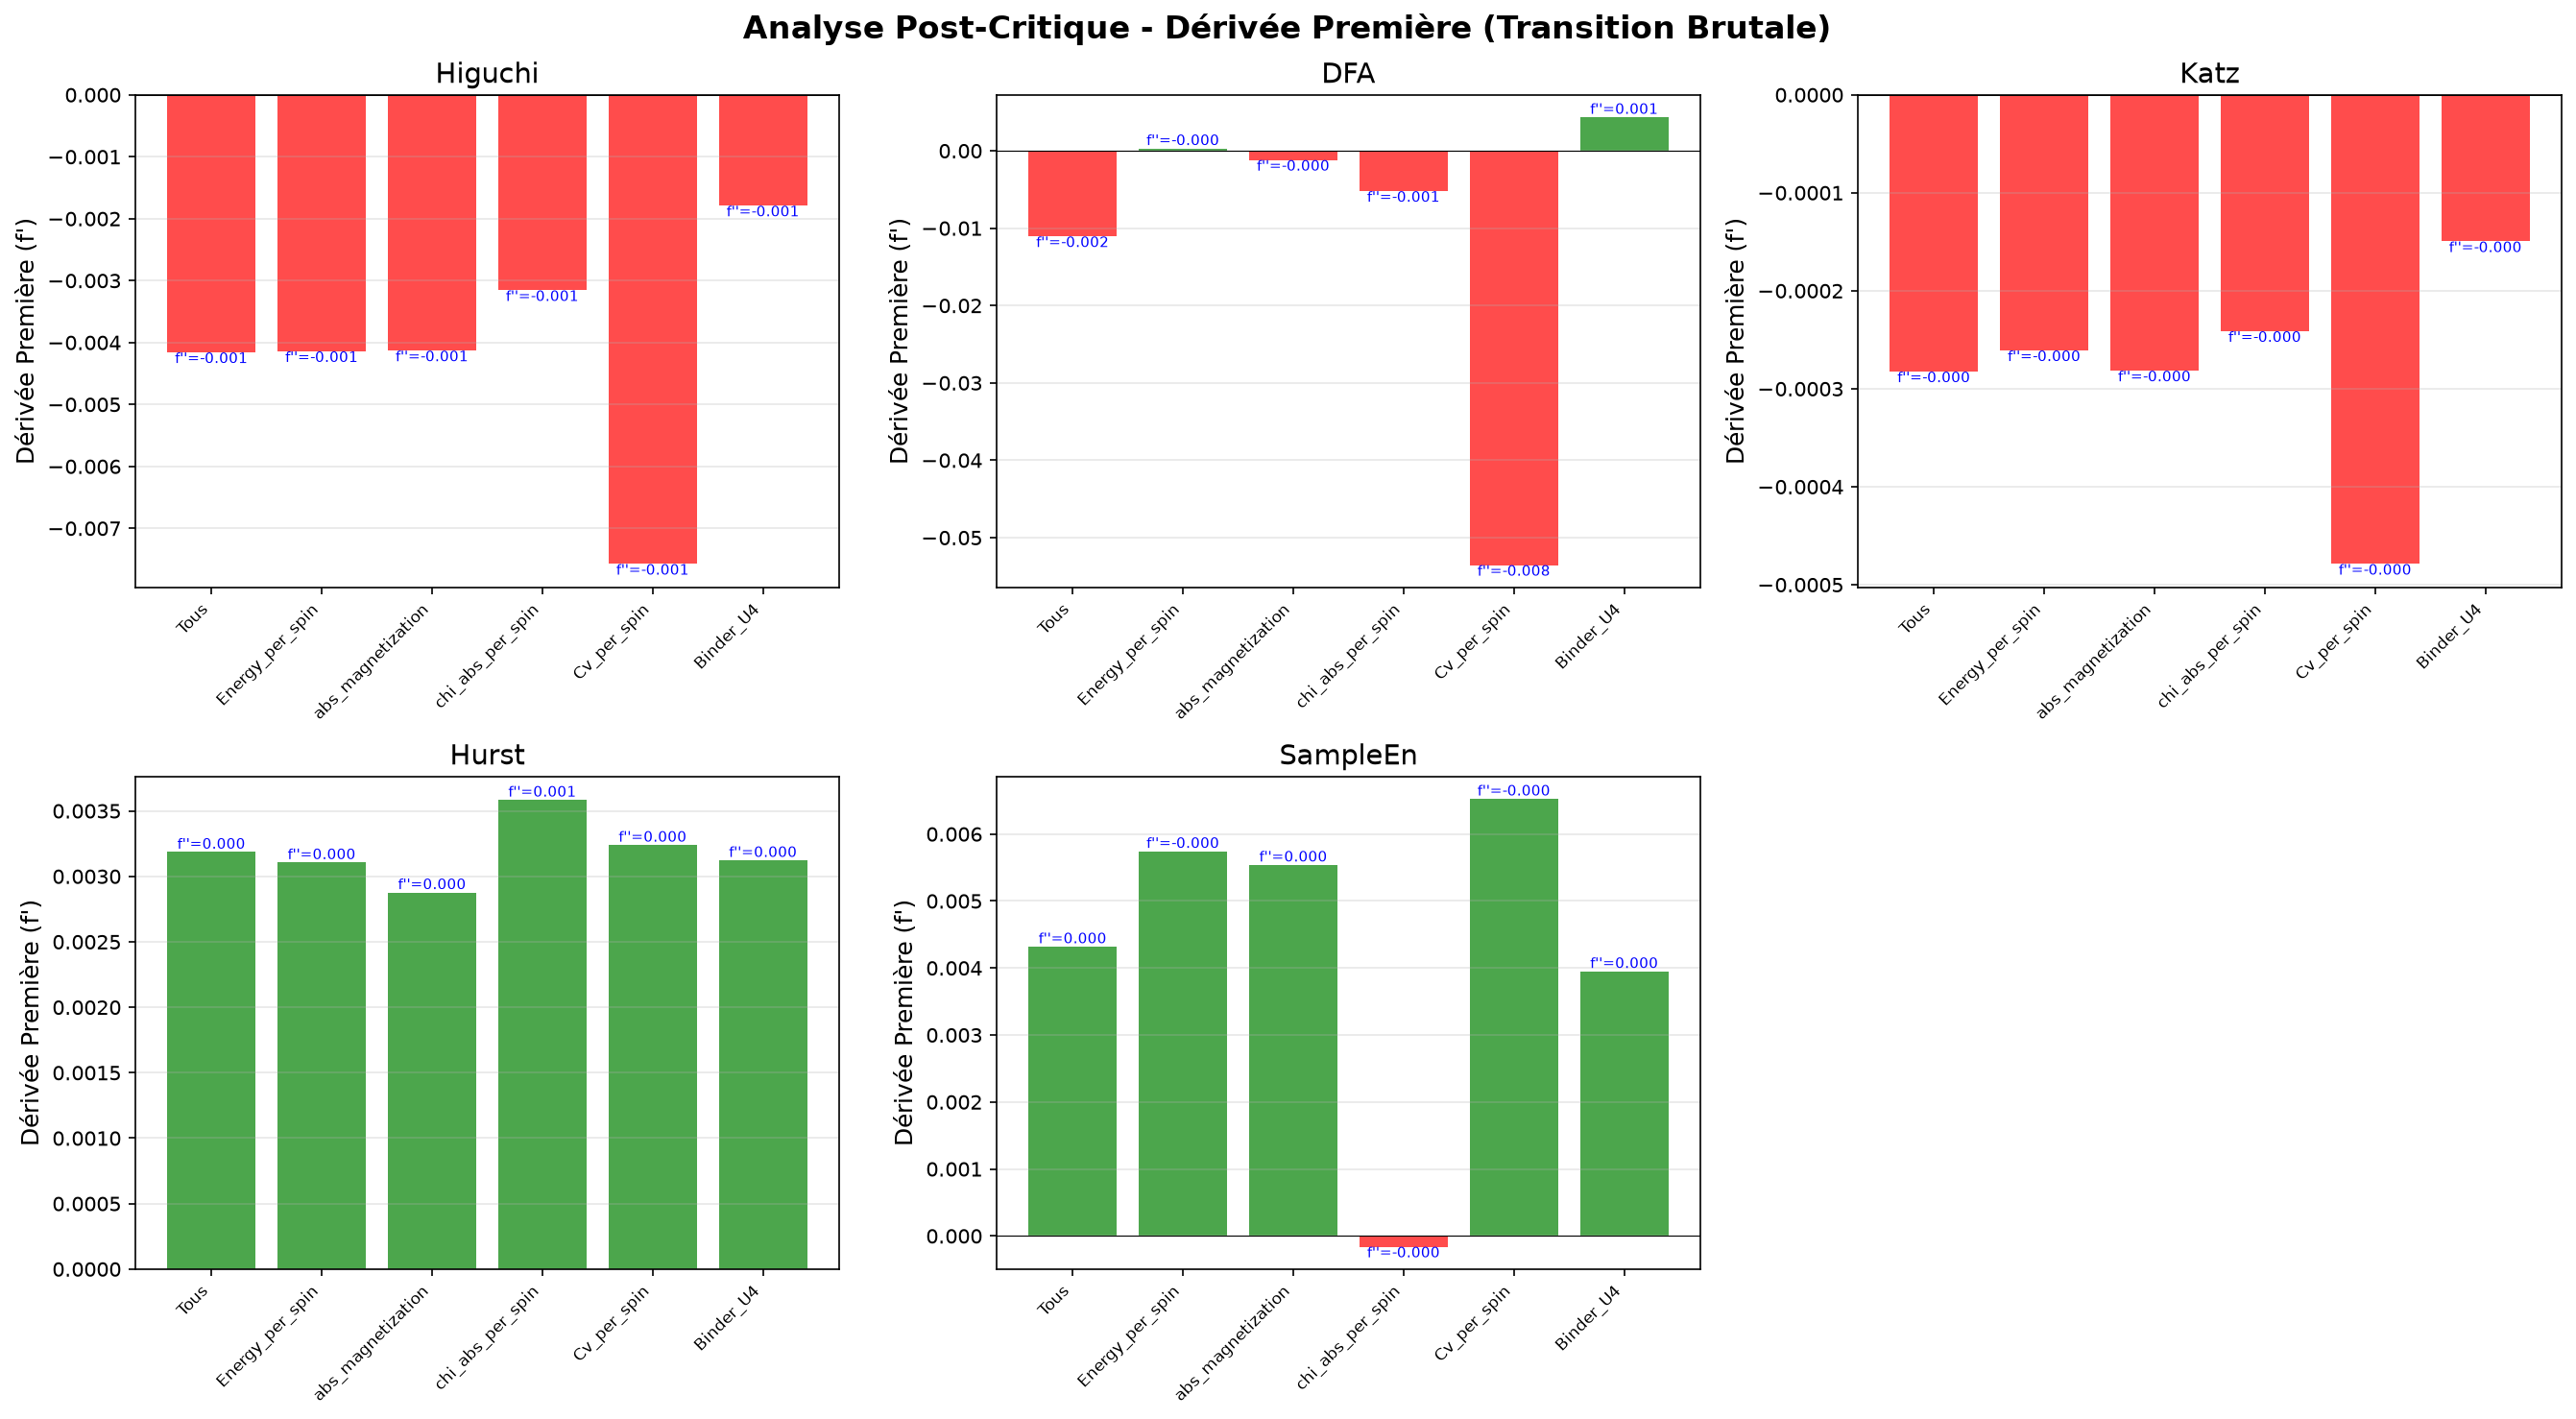 Analyse Post-Critique - Dérivée Première (Transition Brutale)
Higuchi
Dérivée Première (f')
0.000
−0.001
−0.002
−0.003
−0.004
−0.005
−0.006
−0.007
f''=-0.001
f''=-0.001
f''=-0.001
f''=-0.001
f''=-0.001
f''=-0.001
Tous
Energy_per_spin
abs_magnetization
chi_abs_per_spin
Cv_per_spin
Binder_U4
DFA
Dérivée Première (f')
0.00
−0.01
−0.02
−0.03
−0.04
−0.05
f''=-0.002
f''=-0.000
f''=-0.000
f''=-0.001
f''=-0.008
f''=0.001
Tous
Energy_per_spin
abs_magnetization
chi_abs_per_spin
Cv_per_spin
Binder_U4
Katz
Dérivée Première (f')
0.0000
−0.0001
−0.0002
−0.0003
−0.0004
−0.0005
f''=-0.000
f''=-0.000
f''=-0.000
f''=-0.000
f''=-0.000
f''=-0.000
Tous
Energy_per_spin
abs_magnetization
chi_abs_per_spin
Cv_per_spin
Binder_U4
Hurst
Dérivée Première (f')
0.0035
0.0030
0.0025
0.0020
0.0015
0.0010
0.0005
0.0000
f''=0.000
f''=0.000
f''=0.000
f''=0.001
f''=0.000
f''=0.000
Tous
Energy_per_spin
abs_magnetization
chi_abs_per_spin
Cv_per_spin
Binder_U4
SampleEn
Dérivée Première (f')
0.006
0.005
0.004
0.003
0.002
0.001
0.000
f''=0.000
f''=-0.000
f''=0.000
f''=-0.000
f''=-0.000
f''=0.000
Tous
Energy_per_spin
abs_magnetization
chi_abs_per_spin
Cv_per_spin
Binder_U4